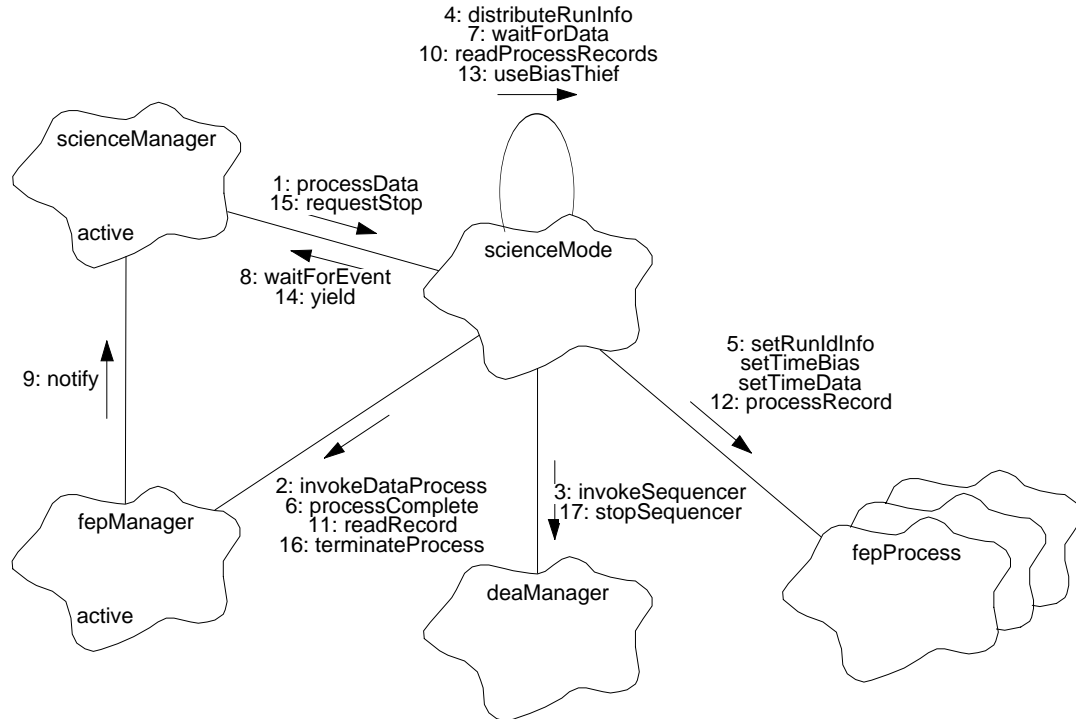 4: distributeRunInfo
7: waitForData
10: readProcessRecords
13: useBiasThief
scienceManager
active
1: processData
15: requestStop
scienceMode
8: waitForEvent
14: yield
9: notify
5: setRunIdInfo
setTimeBias
setTimeData
12: processRecord
fepManager
active
2: invokeDataProcess
6: processComplete
11: readRecord
16: terminateProcess
3: invokeSequencer
17: stopSequencer
deaManager
fepProcess